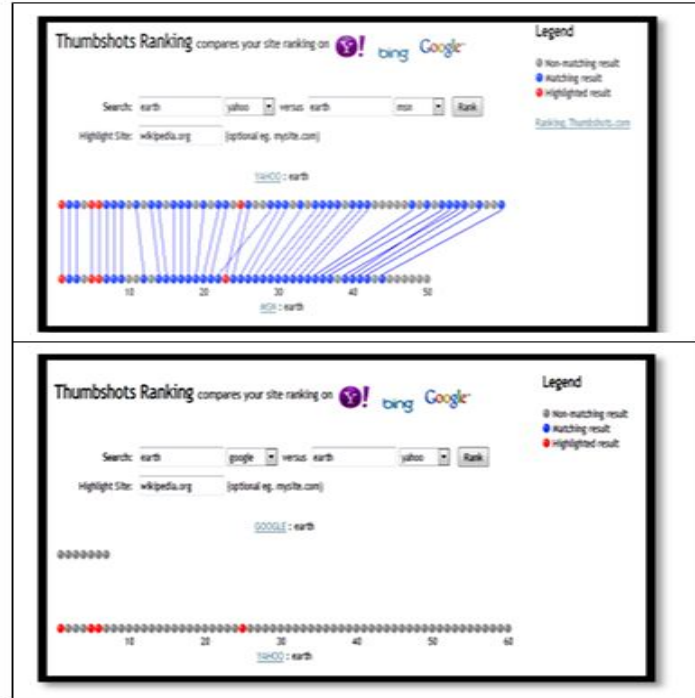 Thumbshots Ranking compares your site ranking on Y! bing Google
Legend
Non-matching result
Matching result
Highlighted result
Ranking.Thumbshots.com
Search: earth yahoo versus earth msn Rank
Highlight Site: wikipedia.org (optional eg. mysite.com)
YAHOO : earth
10 20 30 40 50
MSN : earth
Thumbshots Ranking compares your site ranking on Y! bing Google
Legend
Non-matching result
Matching result
Highlighted result
Search: earth google versus earth yahoo Rank
Highlight Site: wikipedia.org (optional eg. mysite.com)
GOOGLE : earth
10 20 30 40 50 60
YAHOO : earth